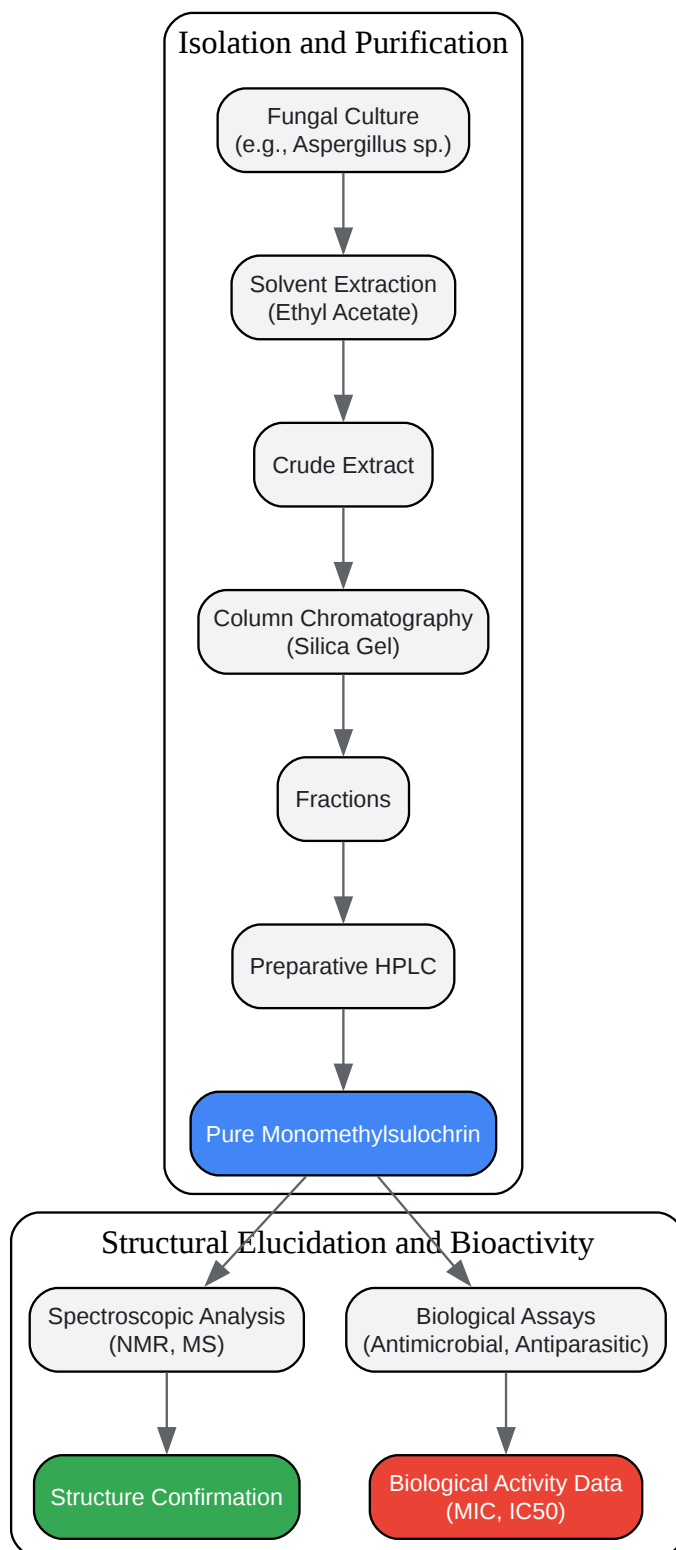 Isolation and Purification
Fungal Culture
(e.g., Aspergillus sp.)
Solvent Extraction
(Ethyl Acetate)
Crude Extract
Column Chromatography
(Silica Gel)
Fractions
Preparative HPLC
Pure Monomethylsulochrin
Structural Elucidation and Bioactivity
Spectroscopic Analysis
(NMR, MS)
Biological Assays
(Antimicrobial, Antiparasitic)
Structure Confirmation
Biological Activity Data
(MIC, IC50)